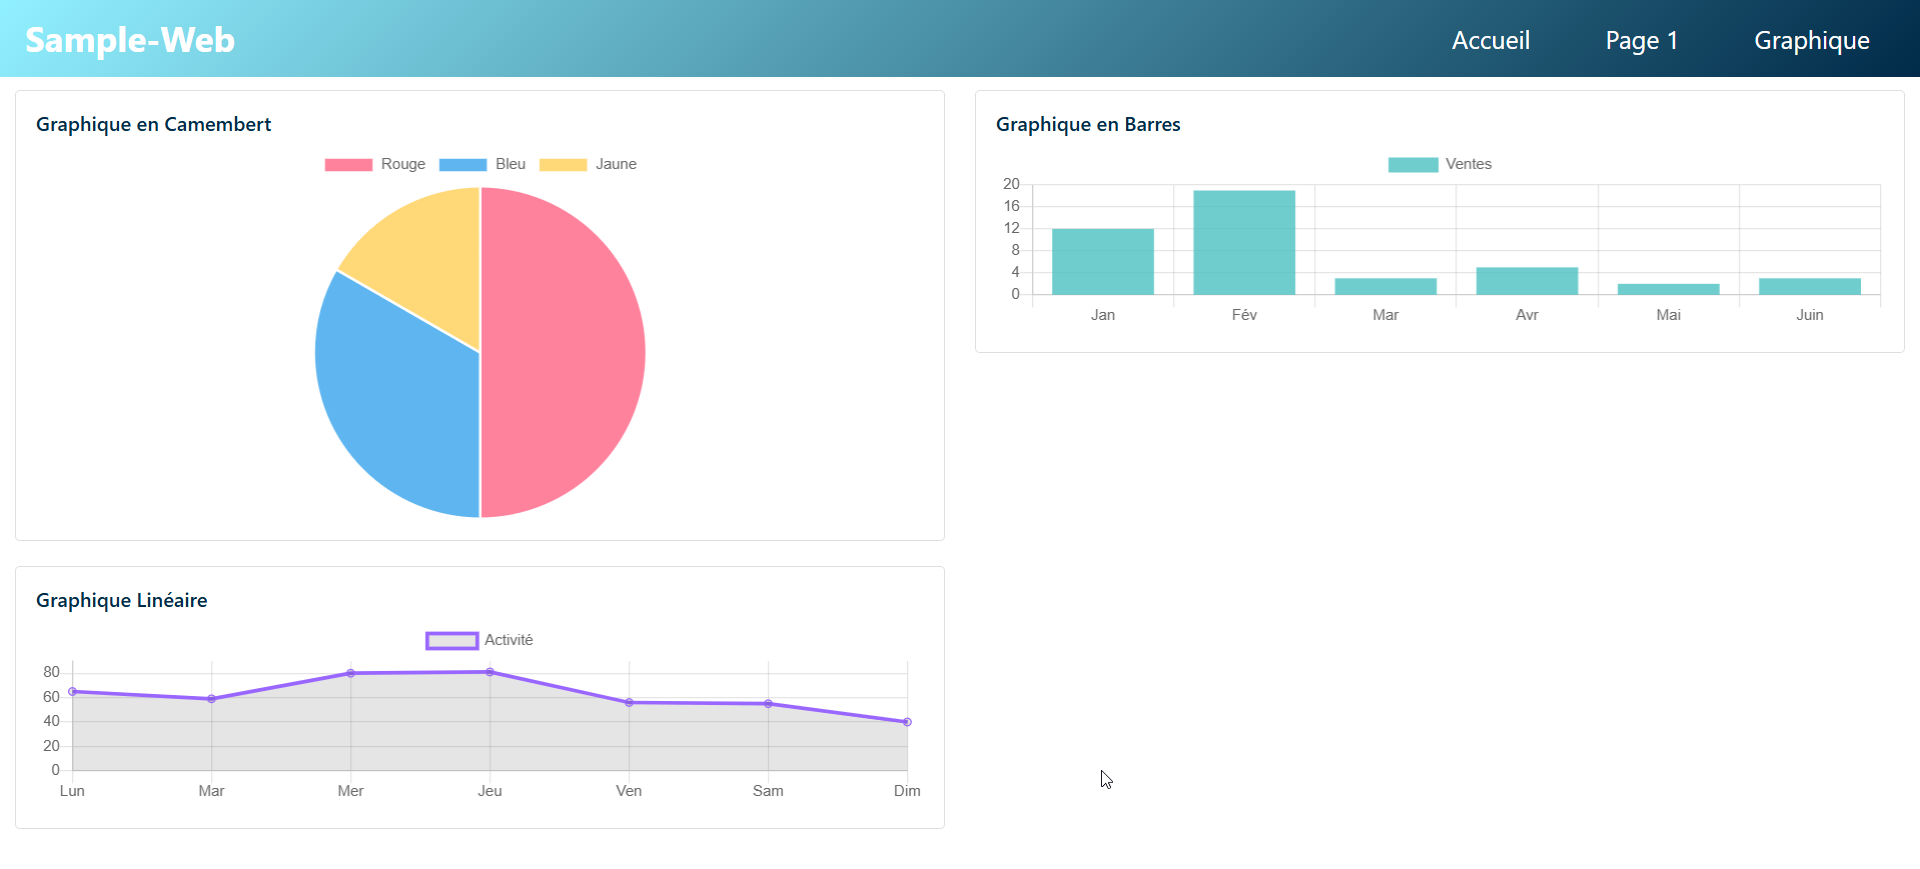 Sample-Web
Accueil Page 1 Graphique
Graphique en Camembert
Rouge Bleu Jaune
Graphique en Barres
Ventes
20
16
12
8
4
0
Jan Fév Mar Avr Mai Juin
Graphique Linéaire
Activité
80
60
40
20
0
Lun Mar Mer Jeu Ven Sam Dim